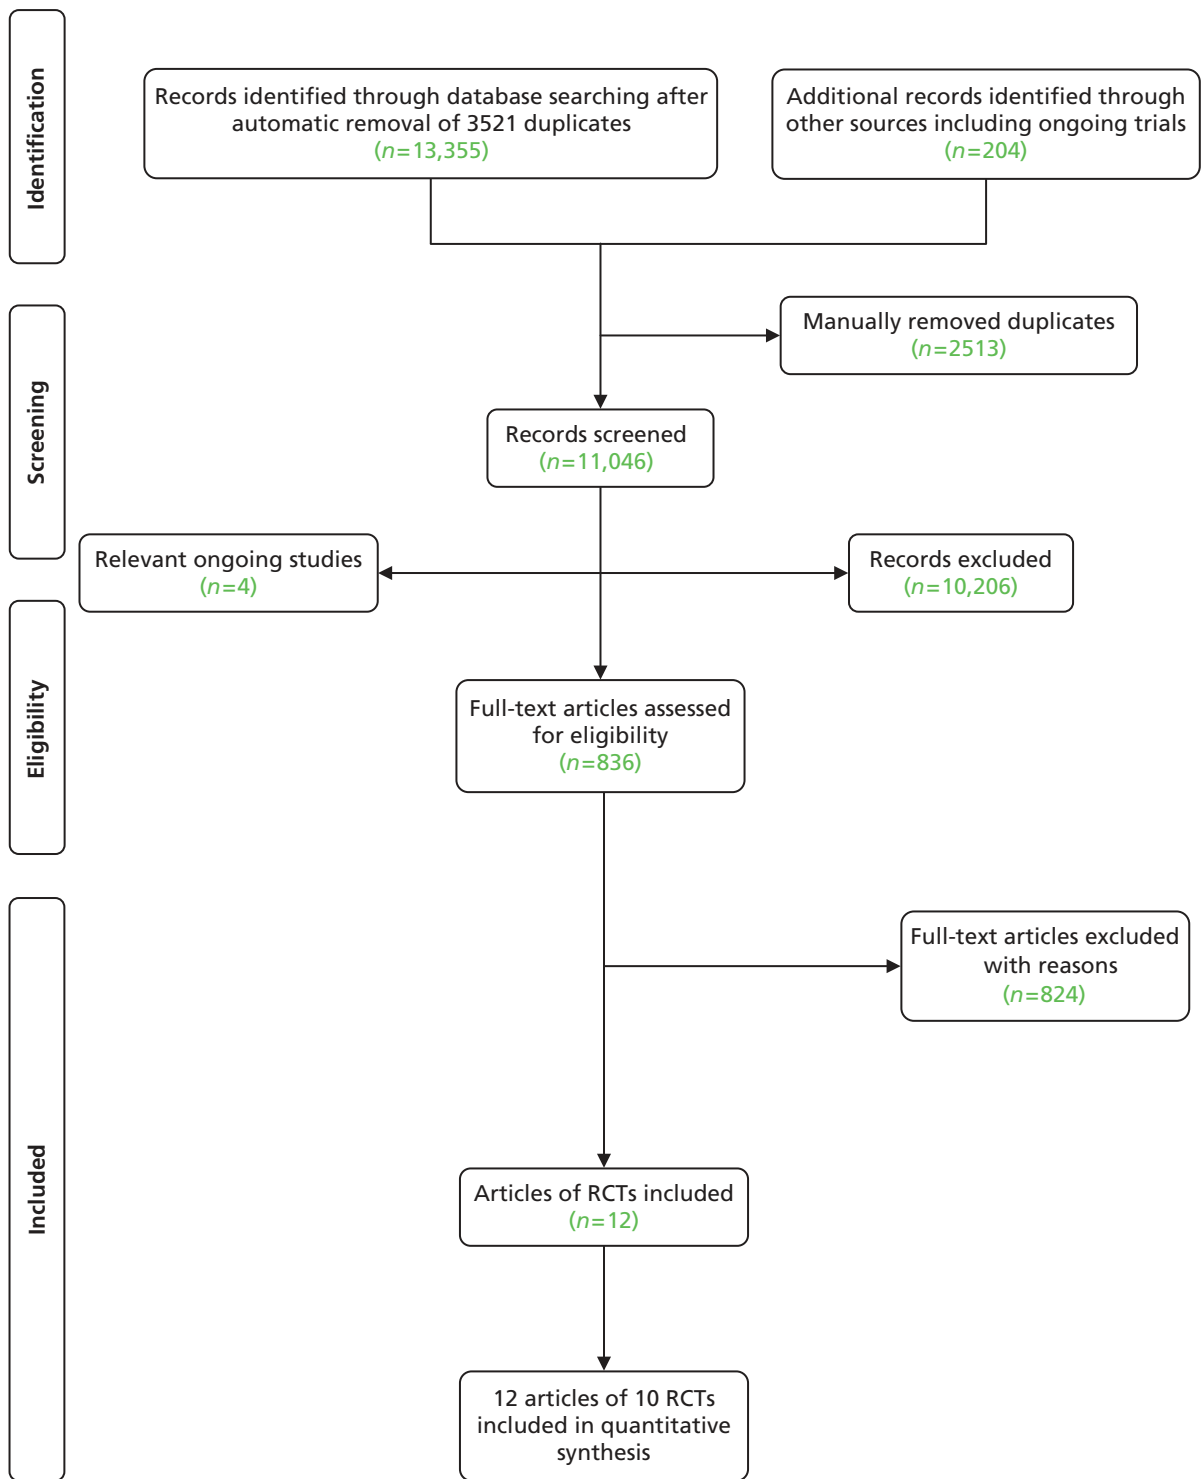 Identification
Records identified through database searching after
automatic removal of 3521 duplicates
(n=13,355)
Additional records identified through
other sources including ongoing trials
(n=204)
Screening
Manually removed duplicates
(n=2513)
Records screened
(n=11,046)
Relevant ongoing studies
(n=4)
Records excluded
(n=10,206)
Eligibility
Full-text articles assessed
for eligibility
(n=836)
Included
Full-text articles excluded
with reasons
(n=824)
Articles of RCTs included
(n=12)
12 articles of 10 RCTs
included in quantitative
synthesis